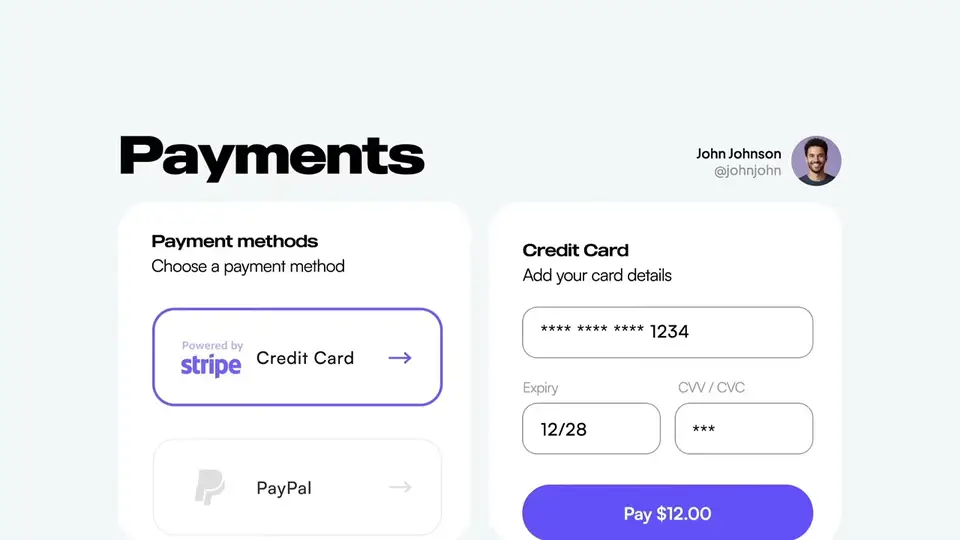 Payments
John Johnson
@johnjohn
Payment methods
Choose a payment method
Powered by
stripe
Credit Card
PayPal
Credit Card
Add your card details
**** **** **** 1234
Expiry
CVV / CVC
12/28
***
Pay $12.00